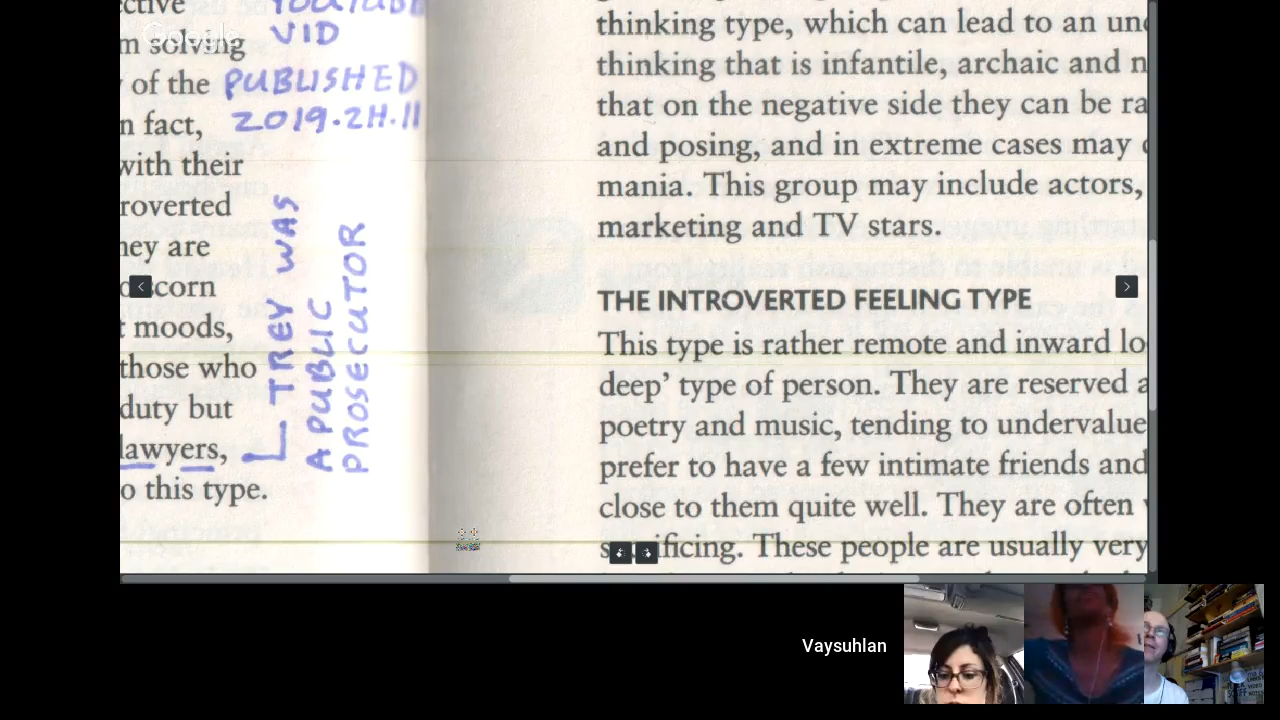 Google
ective
m solving
y of the
n fact,
with their
roverted
hey are
scorn
t moods,
those who
duty but
lawyers,
o this type.
YOUTUBE
VID
PUBLISHED
2019.2H.11
TREY WAS
A PUBLIC
PROSECUTOR
thinking type, which can lead to an un
thinking that is infantile, archaic and n
that on the negative side they can be ra
and posing, and in extreme cases may
mania. This group may include actors,
marketing and TV stars.
THE INTROVERTED FEELING TYPE
This type is rather remote and inward lo
deep’ type of person. They are reserved a
poetry and music, tending to undervalue
prefer to have a few intimate friends and
close to them quite well. They are often
ificing. These people are usually very
Vaysuhlan